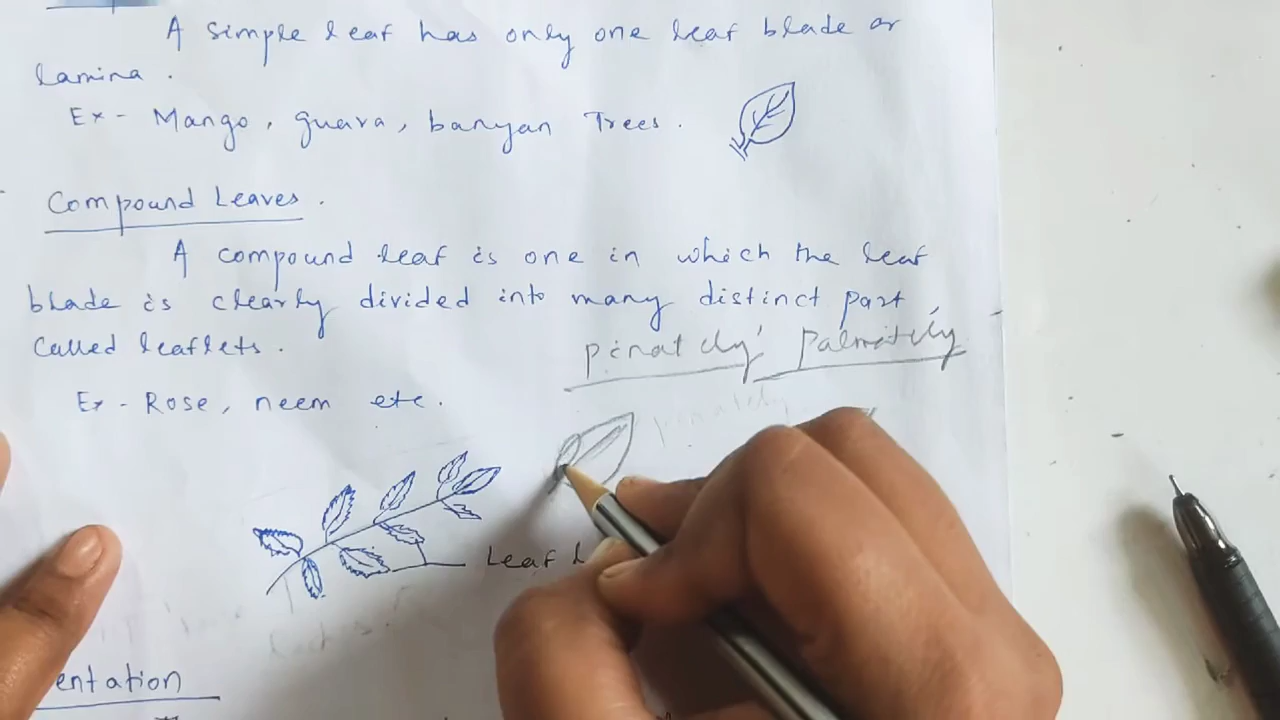 A simple leaf has only one leaf blade or
lamina.
Ex - Mango, guava, banyan Trees.
Compound Leaves.
A compound leaf is one in which the leaf
blade is clearly divided into many distinct part,
called leaflets.
pinately' palmately
Ex - Rose, neem etc.
pinately
Leaf
entation